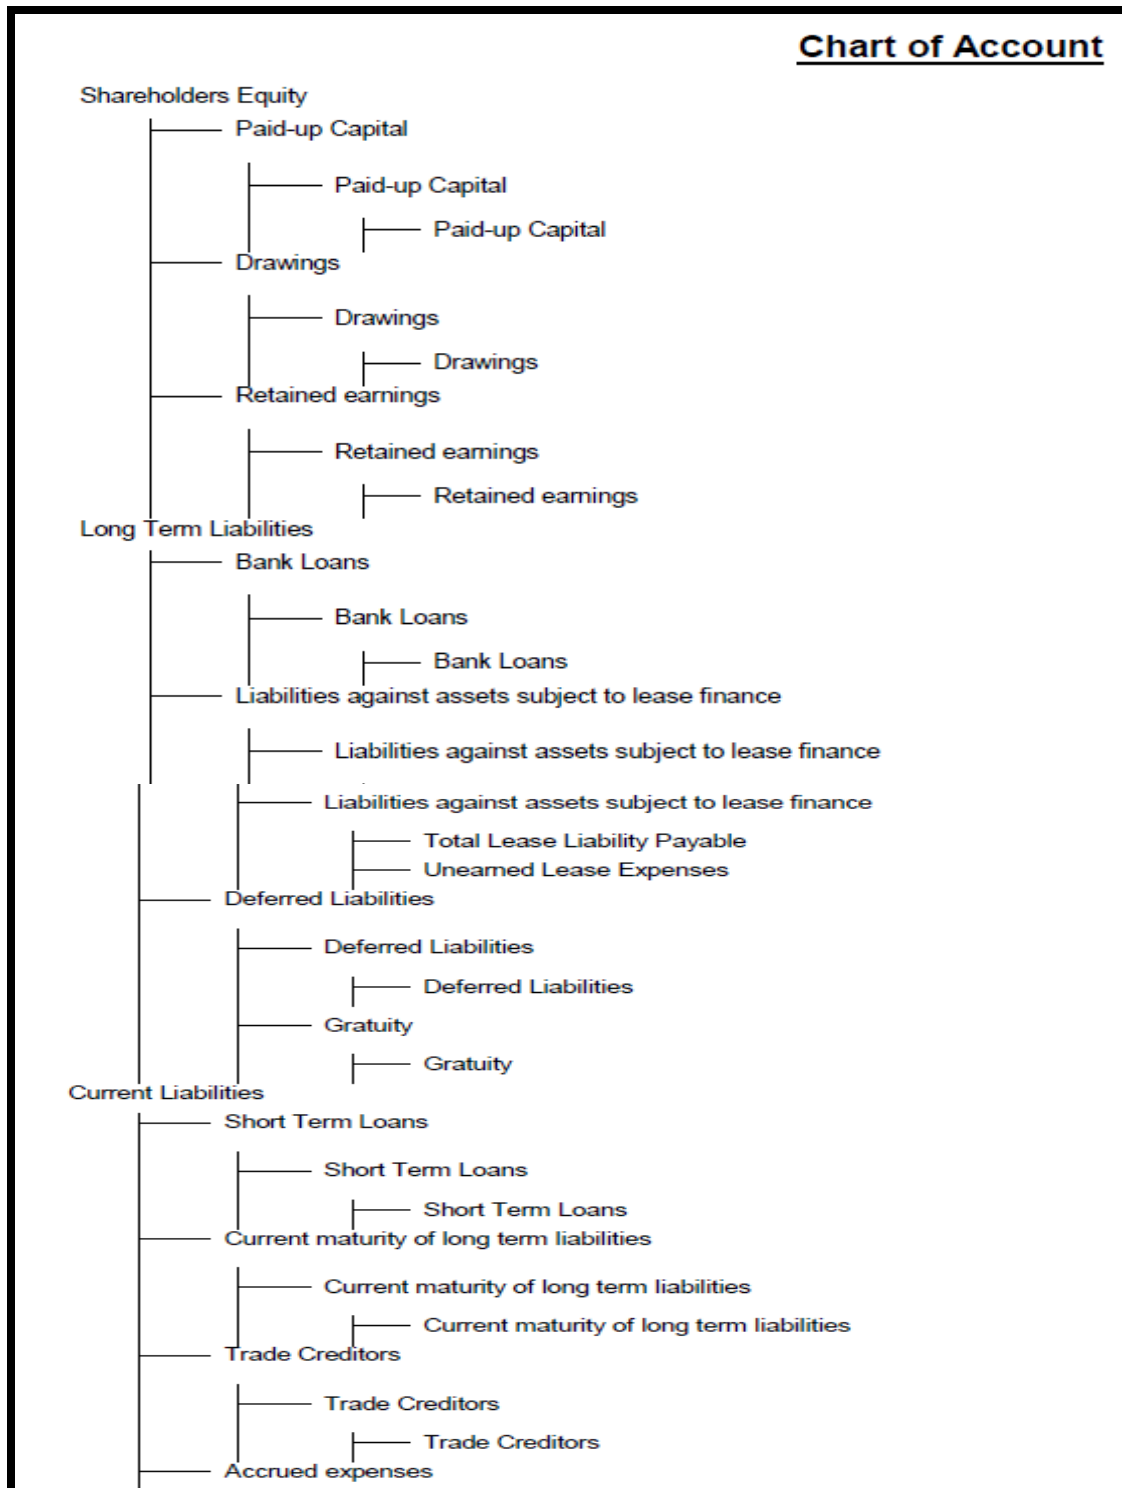 Chart of Account
Shareholders Equity
Paid-up Capital
Paid-up Capital
Paid-up Capital
Drawings
Drawings
Drawings
Retained earnings
Retained earnings
Retained earnings
Long Term Liabilities
Bank Loans
Bank Loans
Bank Loans
Liabilities against assets subject to lease finance
Liabilities against assets subject to lease finance
Liabilities against assets subject to lease finance
Total Lease Liability Payable
Unearned Lease Expenses
Deferred Liabilities
Deferred Liabilities
Deferred Liabilities
Gratuity
Gratuity
Current Liabilities
Short Term Loans
Short Term Loans
Short Term Loans
Current maturity of long term liabilities
Current maturity of long term liabilities
Current maturity of long term liabilities
Trade Creditors
Trade Creditors
Trade Creditors
Accrued expenses